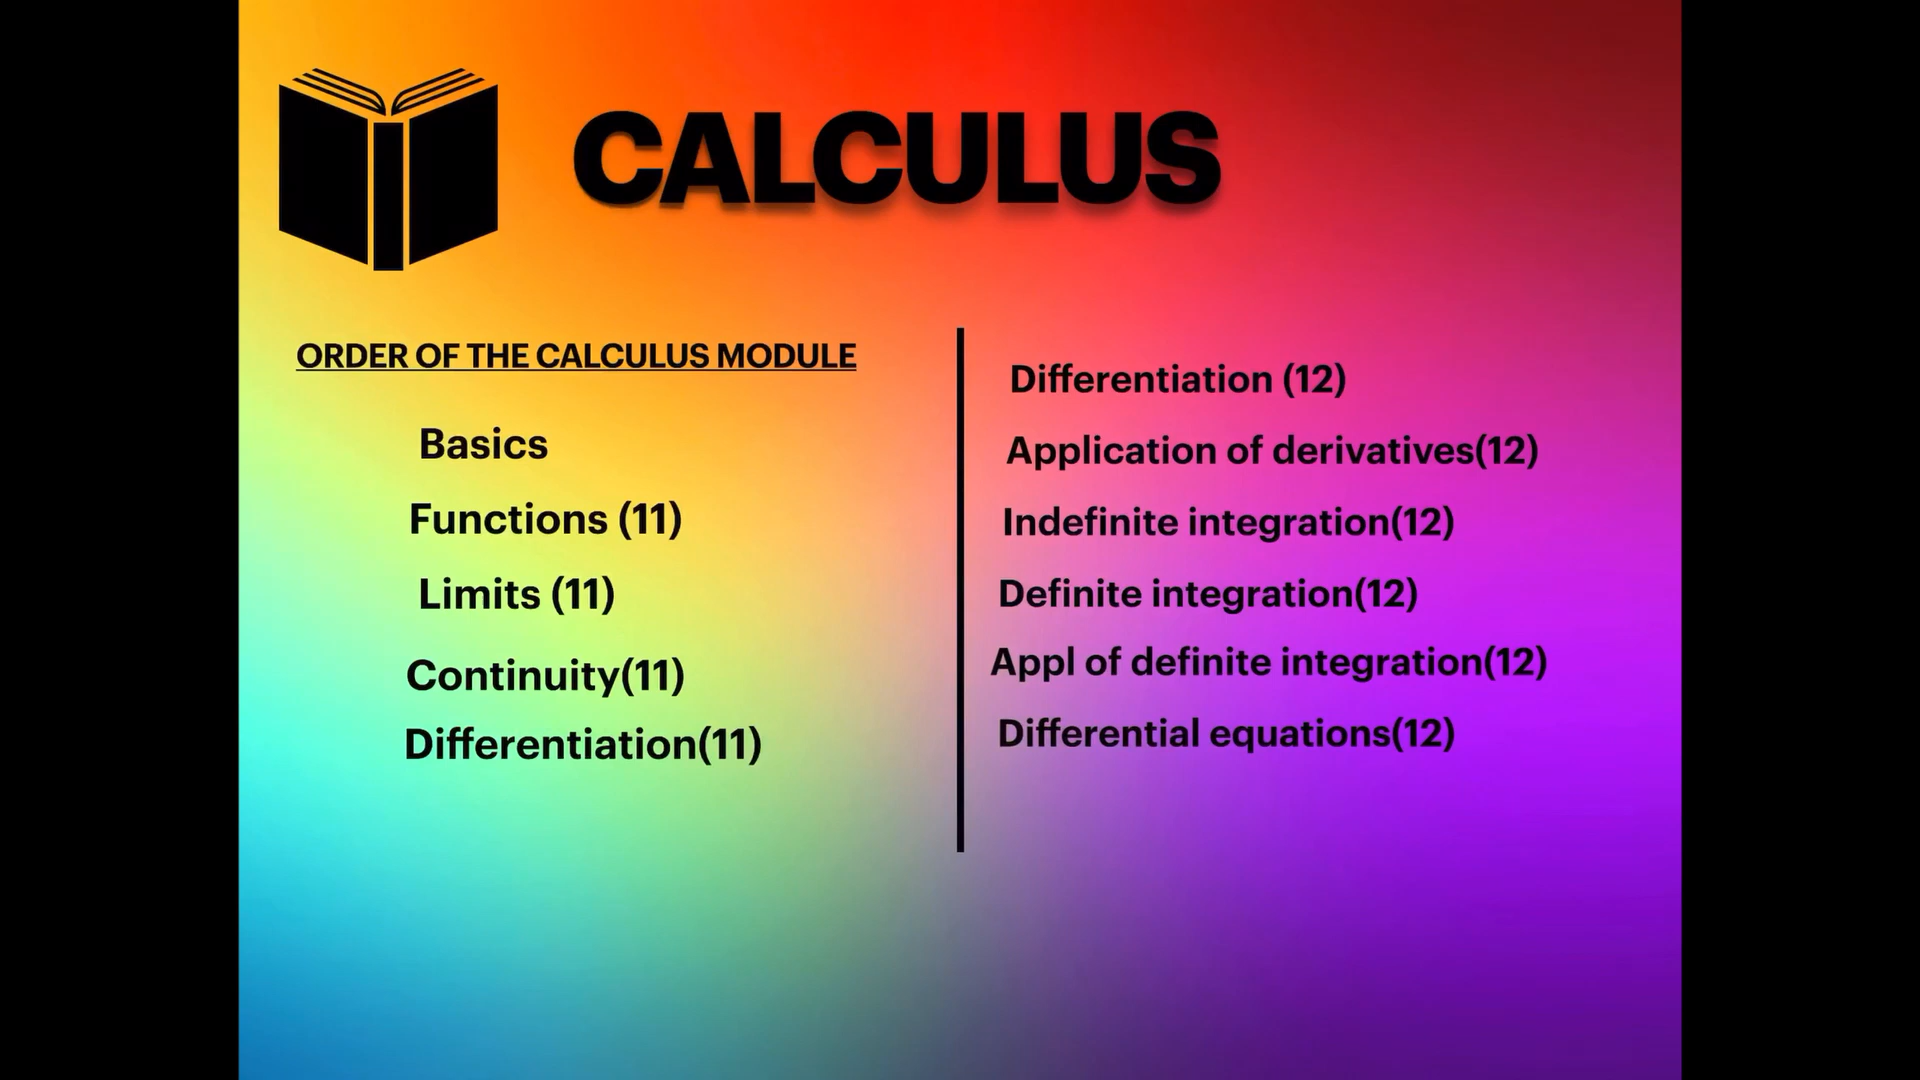 CALCULUS
ORDER OF THE CALCULUS MODULE
Basics
Functions (11)
Limits (11)
Continuity(11)
Differentiation(11)
Differentiation (12)
Application of derivatives(12)
Indefinite integration(12)
Definite integration(12)
Appl of definite integration(12)
Differential equations(12)